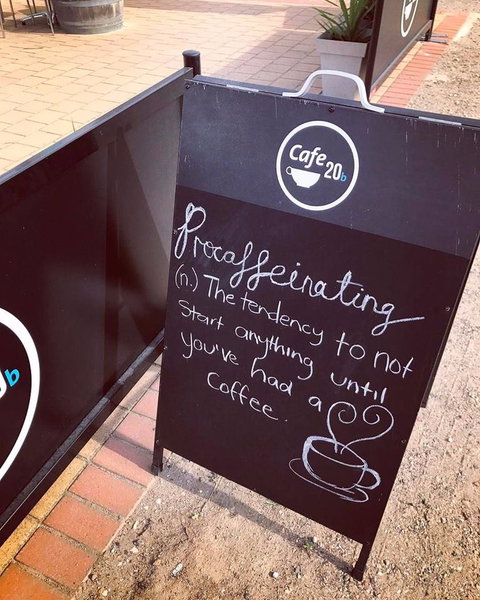 Cafe 20b
Procaffeinating
(n.) The tendency to not
start anything until
you've had a
coffee.
b